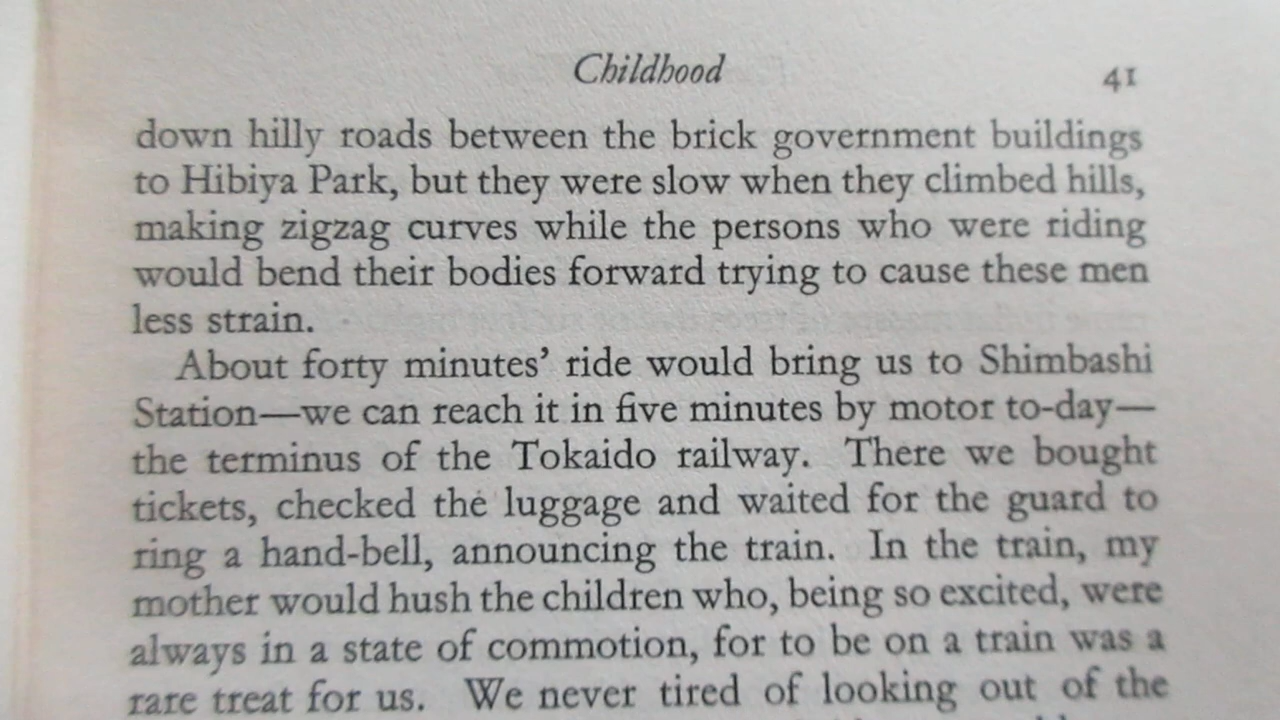 Childhood 41
down hilly roads between the brick government buildings
to Hibiya Park, but they were slow when they climbed hills,
making zigzag curves while the persons who were riding
would bend their bodies forward trying to cause these men
less strain.
About forty minutes’ ride would bring us to Shimbashi
Station—we can reach it in five minutes by motor to-day—
the terminus of the Tokaido railway. There we bought
tickets, checked the luggage and waited for the guard to
ring a hand-bell, announcing the train. In the train, my
mother would hush the children who, being so excited, were
always in a state of commotion, for to be on a train was a
rare treat for us. We never tired of looking out of the